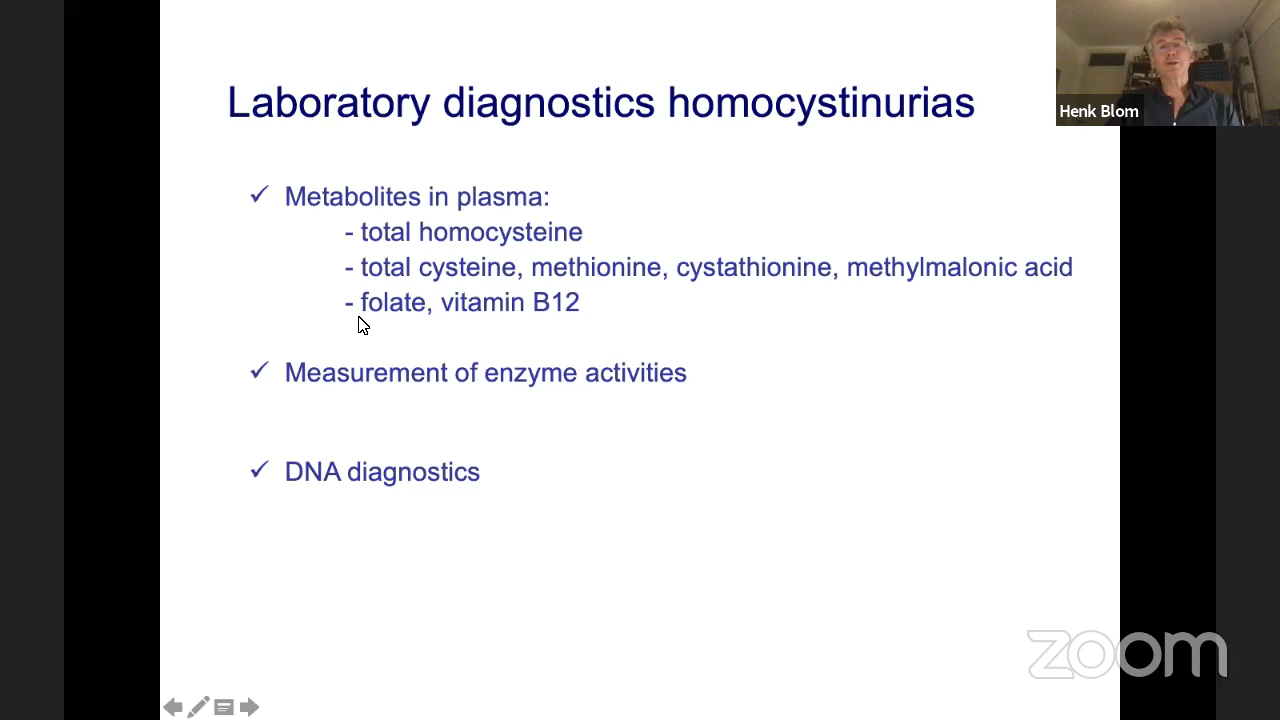 Laboratory diagnostics homocystinurias
Henk Blom
✓ Metabolites in plasma:
- total homocysteine
- total cysteine, methionine, cystathionine, methylmalonic acid
- folate, vitamin B12
✓ Measurement of enzyme activities
✓ DNA diagnostics
zoom